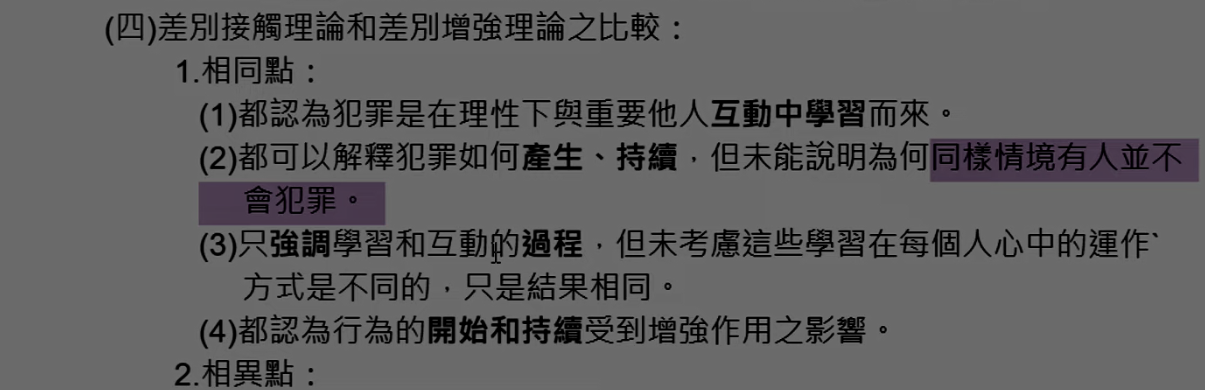 (四)差別接觸理論和差別增強理論之比較：
1.相同點：
(1)都認為犯罪是在理性下與重要他人互動中學習而來。
(2)都可以解釋犯罪如何產生、持續，但未能說明為何同樣情境有人並不
會犯罪。
(3)只強調學習和互動的過程，但未考慮這些學習在每個人心中的運作`
方式是不同的，只是結果相同。
(4)都認為行為的開始和持續受到增強作用之影響。
2.相異點：